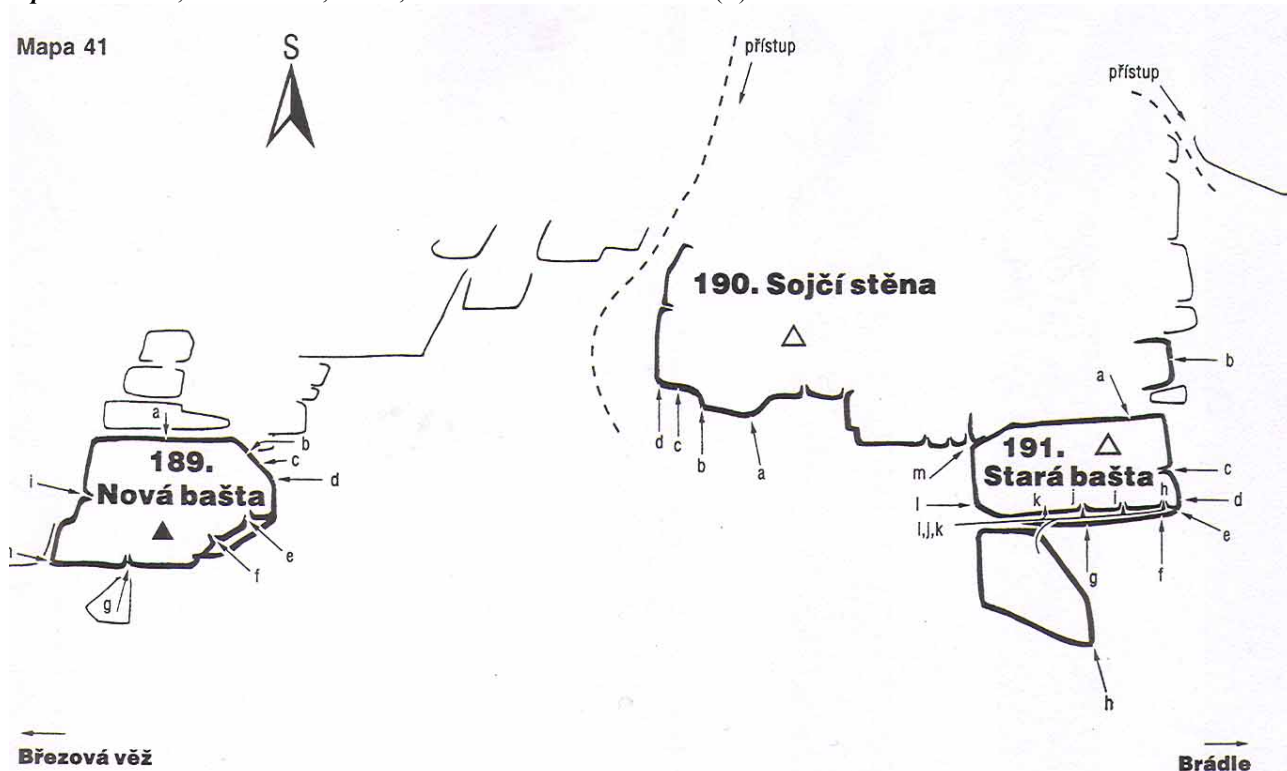 Mapa 41
S
přístup
přístup
190. Sojčí stěna
b
a
a
189.
Nová bašta
b
c
d
i
d
c
b
a
m
191.
Stará bašta
c
d
l
k
j
i
h
i,j,k
e
e
f
g
f
g
h
Březová věž
Brádle